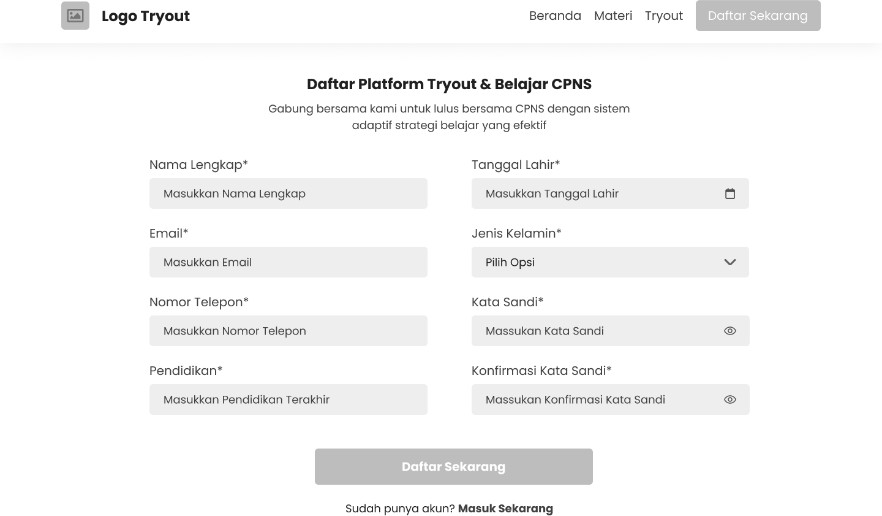 Logo Tryout
Beranda Materi Tryout Daftar Sekarang
Daftar Platform Tryout & Belajar CPNS
Gabung bersama kami untuk lulus bersama CPNS dengan sistem
adaptif strategi belajar yang efektif
Nama Lengkap*
Masukkan Nama Lengkap
Tanggal Lahir*
Masukkan Tanggal Lahir
Email*
Masukkan Email
Jenis Kelamin*
Pilih Opsi
Nomor Telepon*
Masukkan Nomor Telepon
Kata Sandi*
Massukan Kata Sandi
Pendidikan*
Masukkan Pendidikan Terakhir
Konfirmasi Kata Sandi*
Massukan Konfirmasi Kata Sandi
Daftar Sekarang
Sudah punya akun? Masuk Sekarang